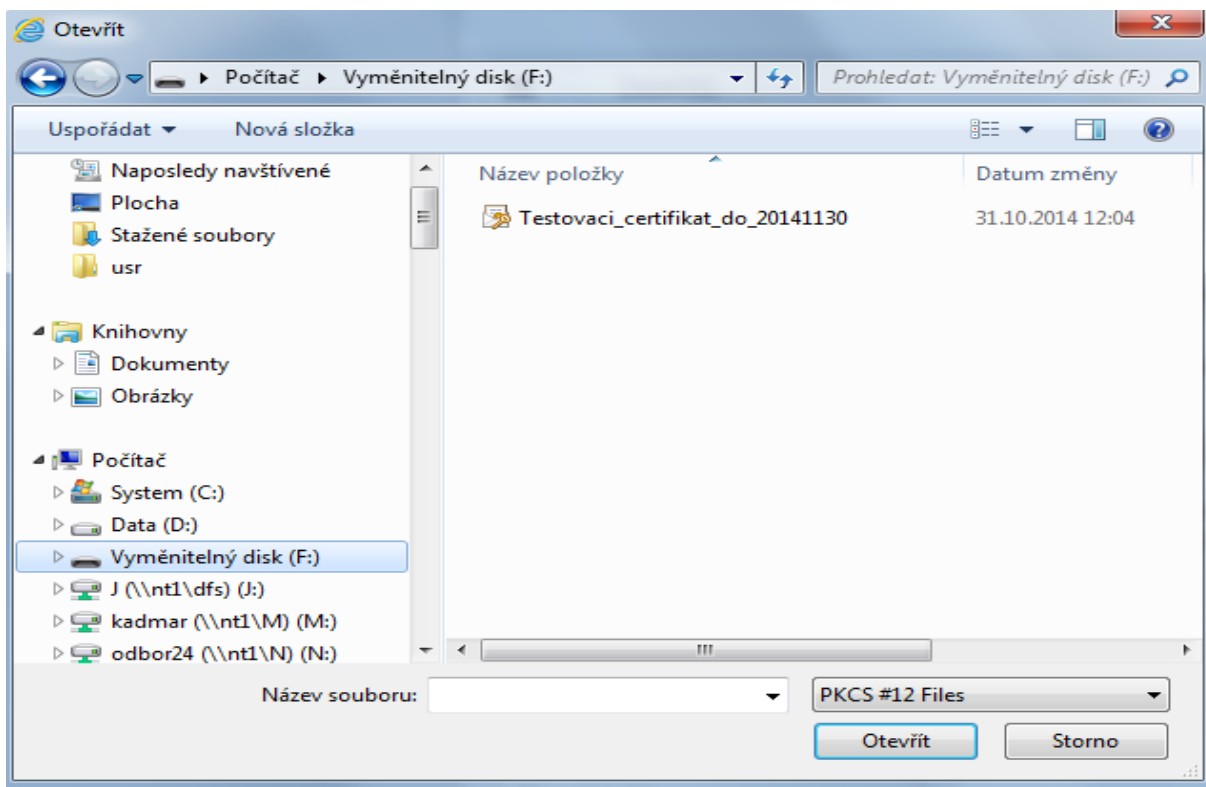 Otevřít
Počítač Vyměnitelný disk (F:) Prohledat: Vyměnitelný disk (F:)
Uspořádat Nová složka
Naposledy navštívené
Plocha
Stažené soubory
usr
Knihovny
Dokumenty
Obrázky
Počítač
System (C:)
Data (D:)
Vyměnitelný disk (F:)
J (\\nt1\dfs) (J:)
kadmar (\\nt1\M) (M:)
odbor24 (\\nt1\N) (N:)
Název položky Datum změny
Testovaci_certifikat_do_20141130 31.10.2014 12:04
Název souboru: PKCS #12 Files
Otevřít Storno